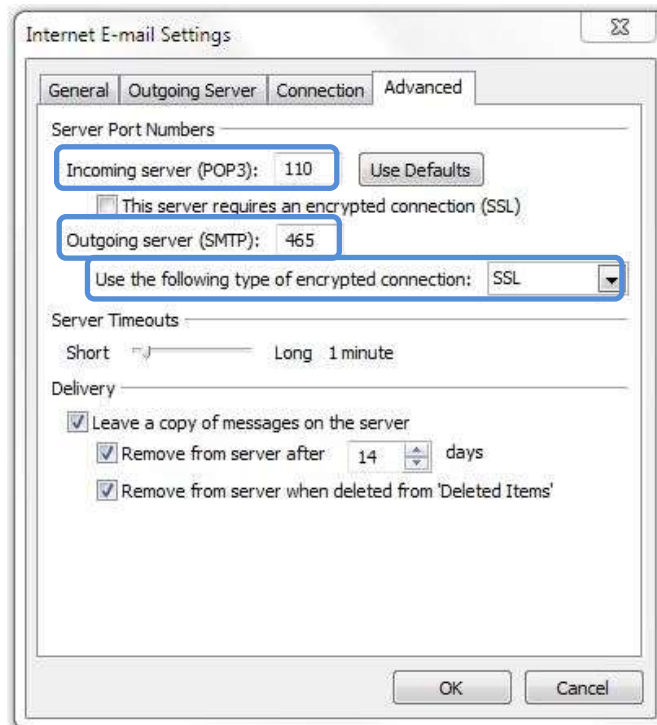 Internet E-mail Settings
General Outgoing Server Connection Advanced
Server Port Numbers
Incoming server (POP3): 110 Use Defaults
This server requires an encrypted connection (SSL)
Outgoing server (SMTP): 465
Use the following type of encrypted connection: SSL
Server Timeouts
Short Long 1 minute
Delivery
Leave a copy of messages on the server
Remove from server after 14 days
Remove from server when deleted from 'Deleted Items'
OK Cancel